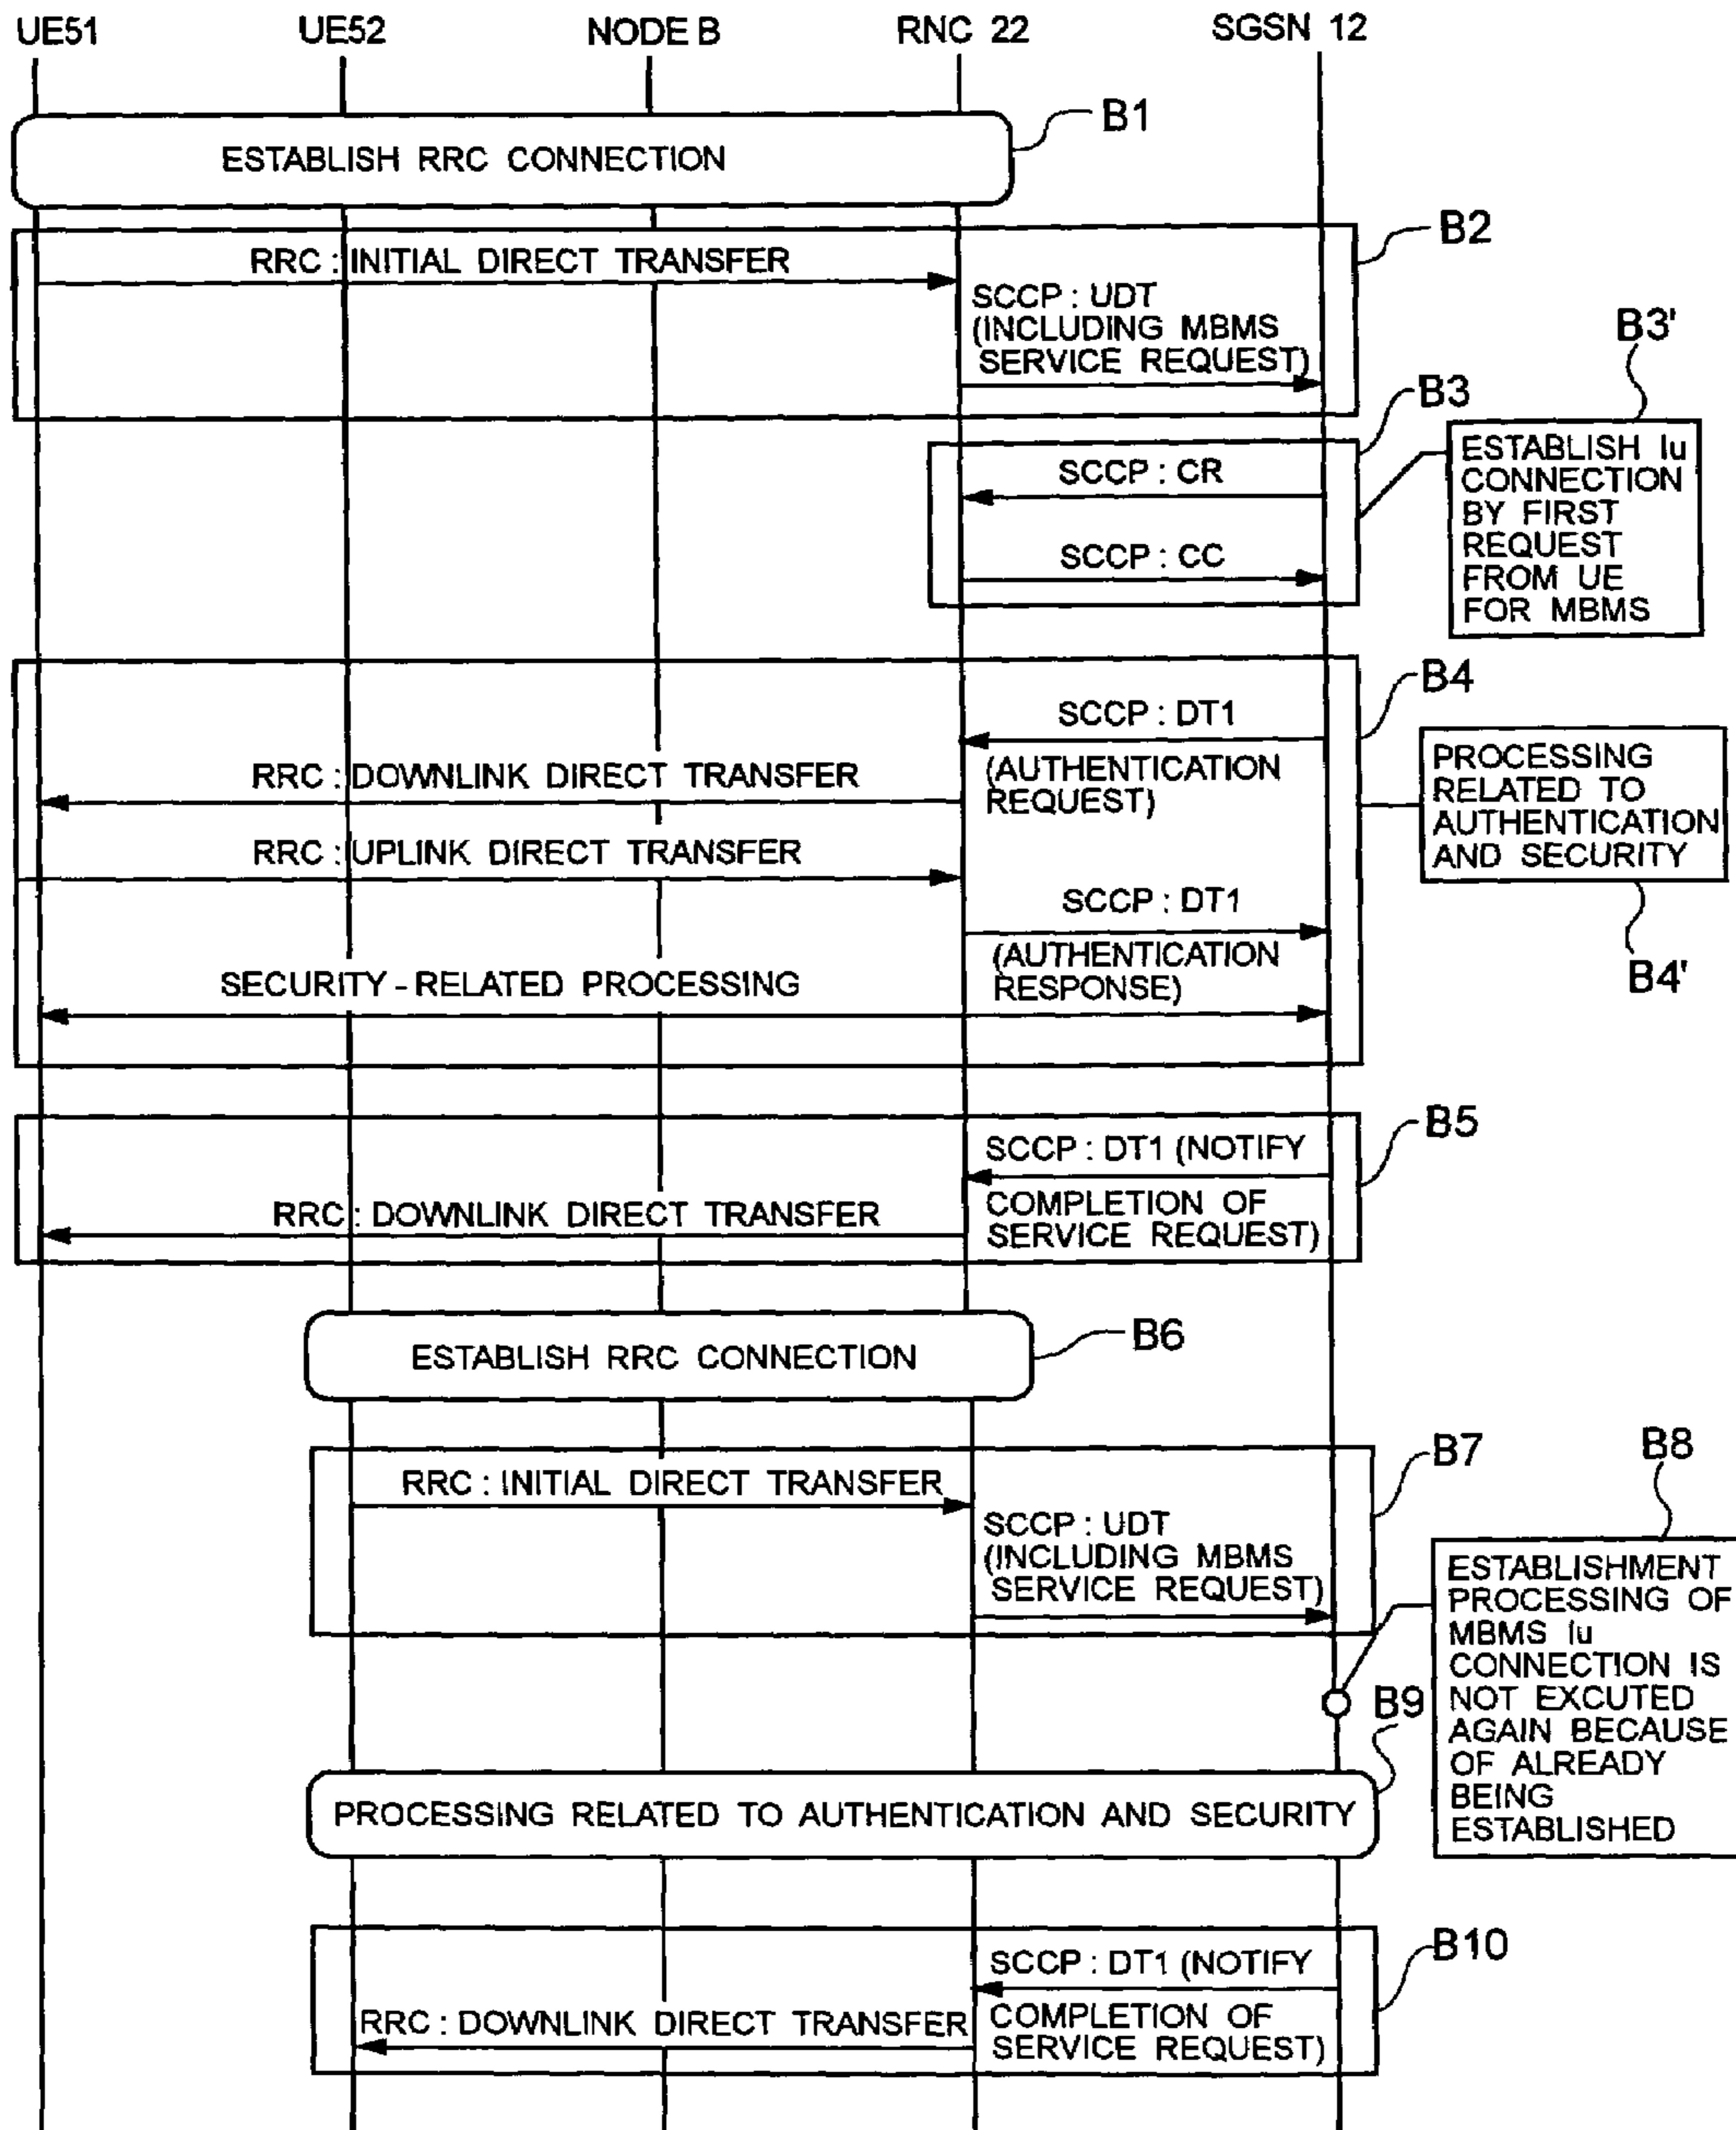 UE51 UE52 NODE B RNC 22 SGSN 12
B1
ESTABLISH RRC CONNECTION
B2
RRC : INITIAL DIRECT TRANSFER
SCCP : UDT
(INCLUDING MBMS
SERVICE REQUEST)
B3'
B3
ESTABLISH Iu
CONNECTION
BY FIRST
REQUEST
FROM UE
FOR MBMS
SCCP : CR
SCCP : CC
B4
SCCP : DT1
(AUTHENTICATION
REQUEST)
RRC : DOWNLINK DIRECT TRANSFER
PROCESSING
RELATED TO
AUTHENTICATION
AND SECURITY
B4'
RRC : UPLINK DIRECT TRANSFER
SCCP : DT1
(AUTHENTICATION
RESPONSE)
SECURITY - RELATED PROCESSING
B5
SCCP : DT1 (NOTIFY
COMPLETION OF
SERVICE REQUEST)
RRC : DOWNLINK DIRECT TRANSFER
B6
ESTABLISH RRC CONNECTION
B7
RRC : INITIAL DIRECT TRANSFER
SCCP : UDT
(INCLUDING MBMS
SERVICE REQUEST)
B8
ESTABLISHMENT
PROCESSING OF
MBMS Iu
CONNECTION IS
NOT EXCUTED
AGAIN BECAUSE
OF ALREADY
BEING
ESTABLISHED
B9
PROCESSING RELATED TO AUTHENTICATION AND SECURITY
B10
SCCP : DT1 (NOTIFY
COMPLETION OF
SERVICE REQUEST)
RRC : DOWNLINK DIRECT TRANSFER